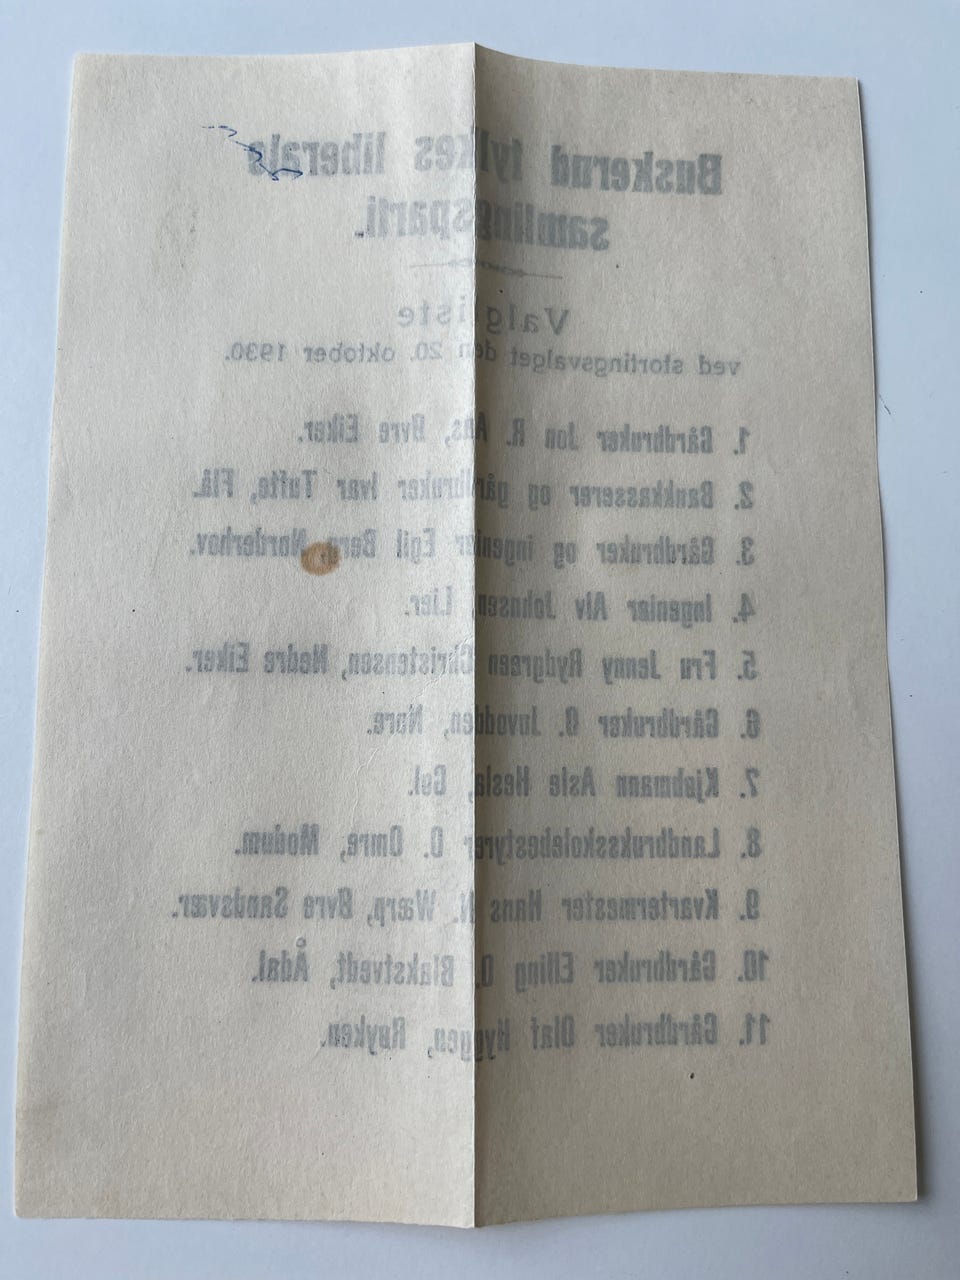 Buskerud fylkes liberale
samlingsparti.
Valgliste
ved stortingsvalget den 20. oktober 1930.
1. Gårdbruker Jon R. Aas, Øvre Eiker.
2. Bankkasserer og gårdbruker Ivar Tufte, Flå.
3. Gårdbruker og ingeniør Egil Berg, Norderhov.
4. Ingeniør Alv Johnsen, Lier.
5. Fru Jenny Rydgreen Christensen, Nedre Eiker.
6. Gårdbruker O. Juvodden, Nore.
7. Kjøbmann Asle Hesla, Gol.
8. Landbruksskolebestyrer O. Omre, Modum.
9. Kvartermester Hans N. Wærp, Øvre Sandsvær.
10. Gårdbruker Elling O. Blakstvedt, Ådal.
11. Gårdbruker Olaf Hyggen, Røyken.